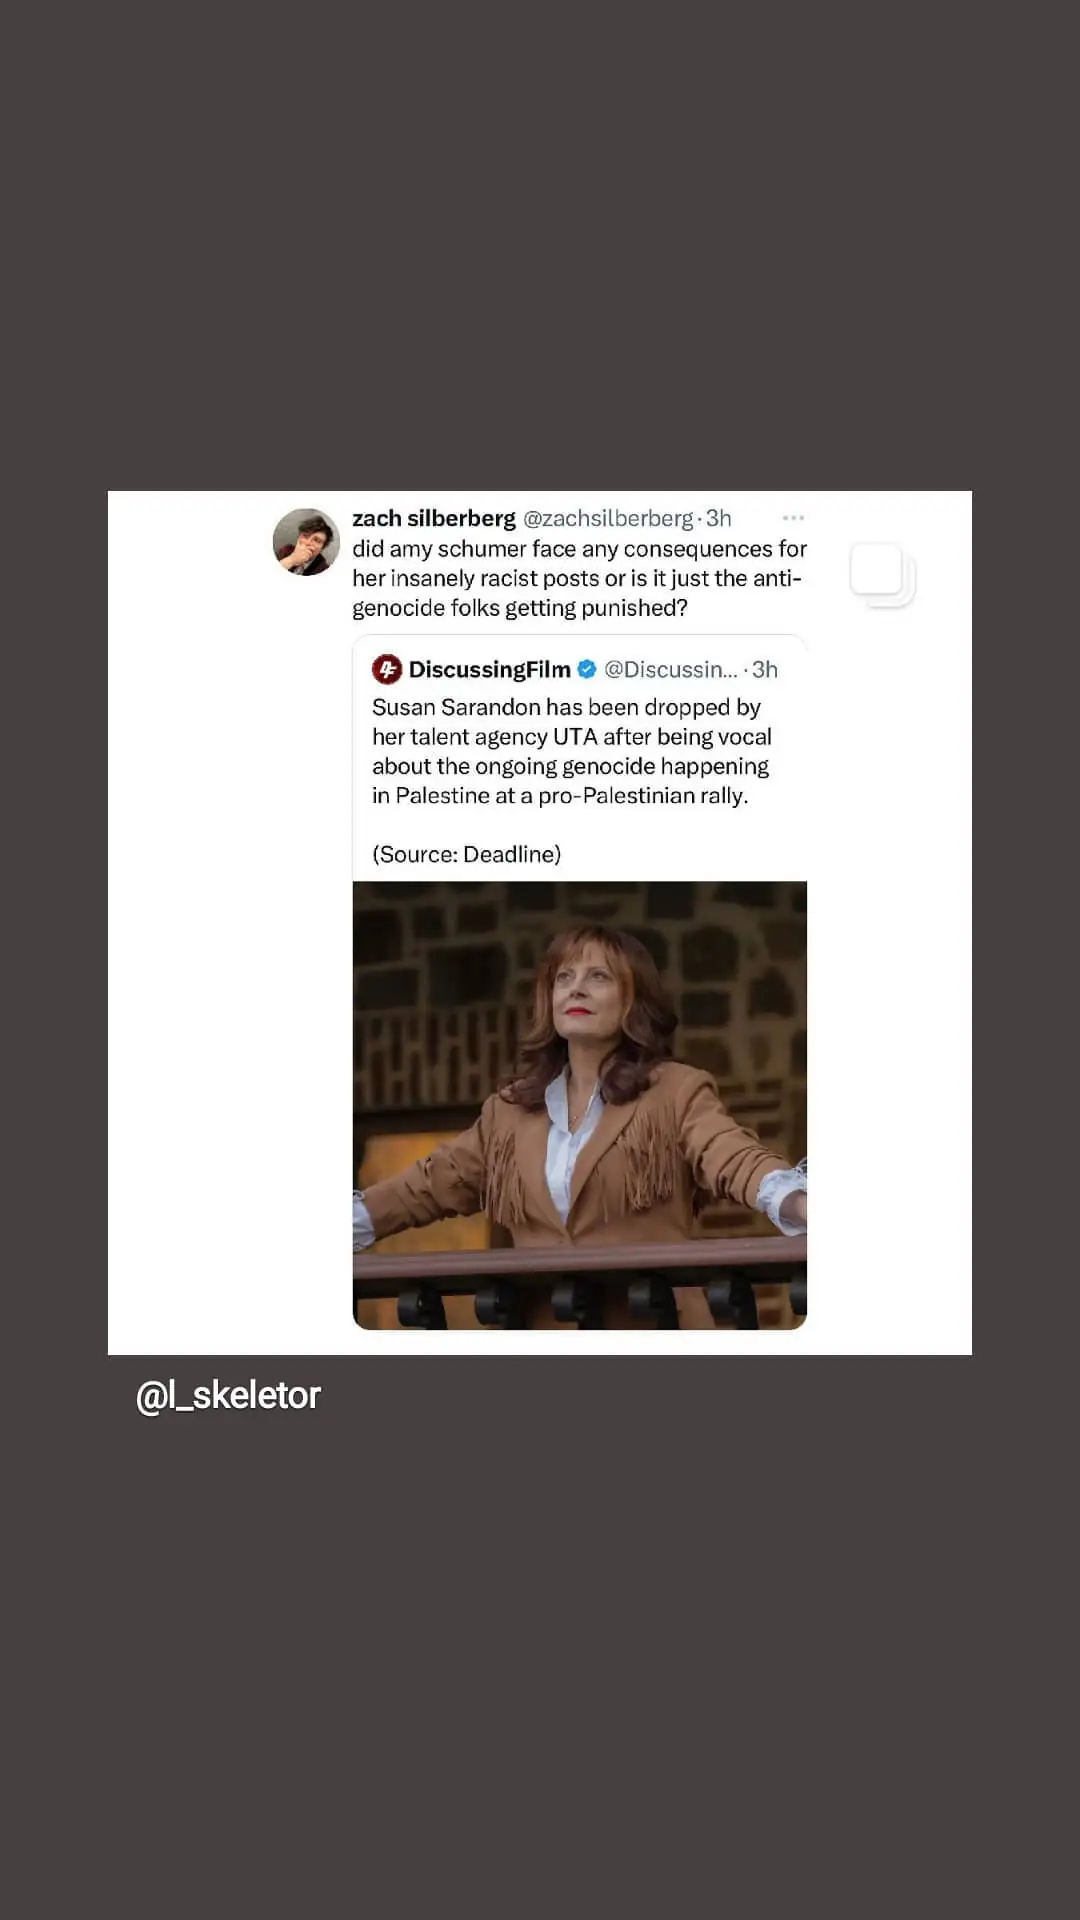 zach silberberg @zachsilberberg · 3h
did amy schumer face any consequences for
her insanely racist posts or is it just the anti-
genocide folks getting punished?
DiscussingFilm @Discussin... · 3h
Susan Sarandon has been dropped by
her talent agency UTA after being vocal
about the ongoing genocide happening
in Palestine at a pro-Palestinian rally.
(Source: Deadline)
@l_skeletor